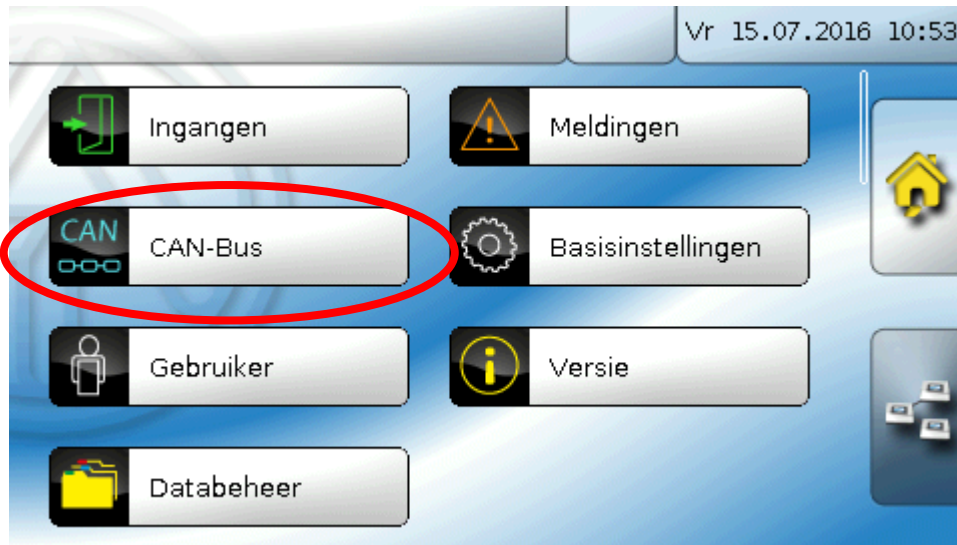 Vr 15.07.2016 10:53
Ingangen
Meldingen
CAN
CAN-Bus
Basisinstellingen
Gebruiker
Versie
Databeheer